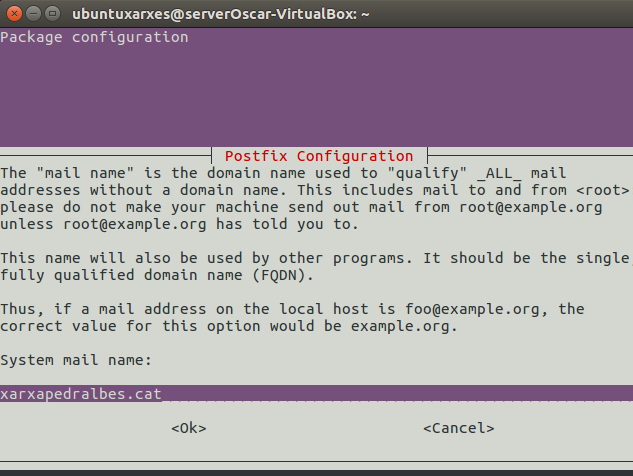 ubuntuxarxes@serverOscar-VirtualBox: ~
Package configuration
Postfix Configuration
The "mail name" is the domain name used to "qualify" _ALL_ mail
addresses without a domain name. This includes mail to and from <root>
please do not make your machine send out mail from root@example.org
unless root@example.org has told you to.
This name will also be used by other programs. It should be the single,
fully qualified domain name (FQDN).
Thus, if a mail address on the local host is foo@example.org, the
correct value for this option would be example.org.
System mail name:
xarxapedralbes.cat
<Ok> <Cancel>